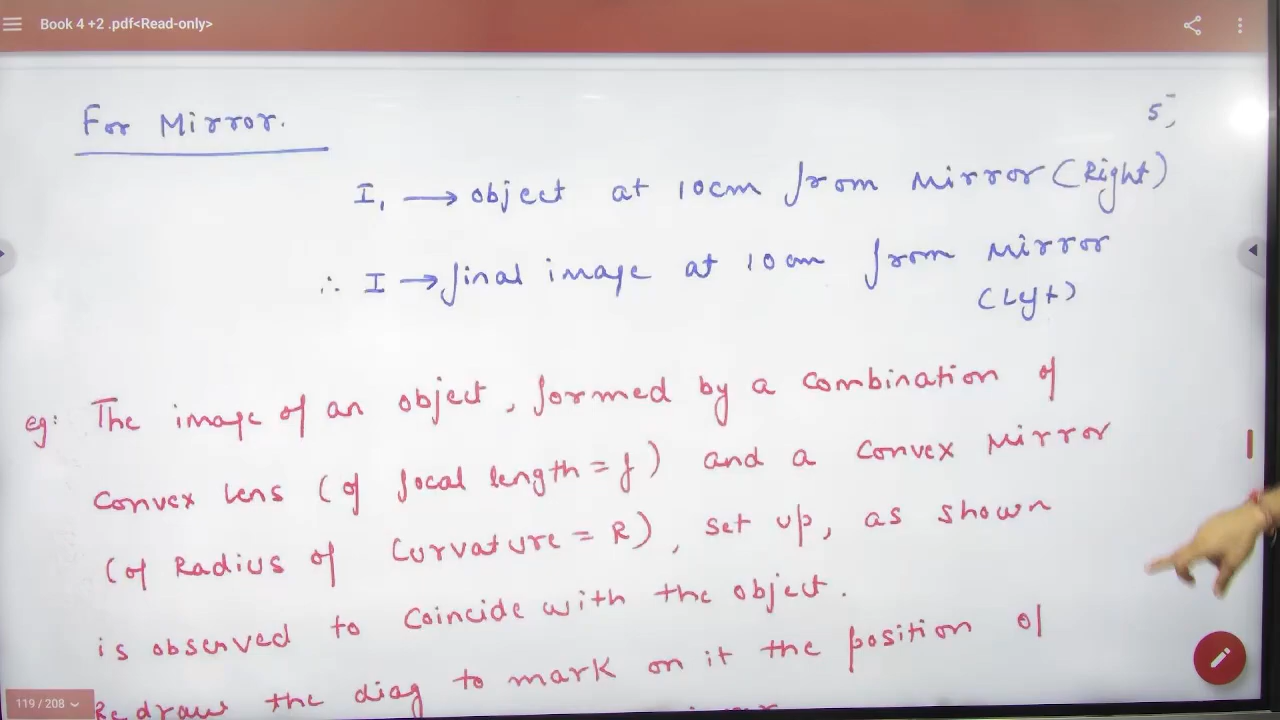 Book 4 +2 .pdf<Read-only>
5
For Mirror.
I₁ → object at 10cm from Mirror (Right)
∴ I → final image at 10cm from Mirror
(Left)
eg: The image of an object, formed by a combination of
convex lens (of focal length = f) and a convex Mirror
(of Radius of Curvature = R), set up, as shown
is observed to coincide with the object.
Redraw the diag to mark on it the position of
119 / 208